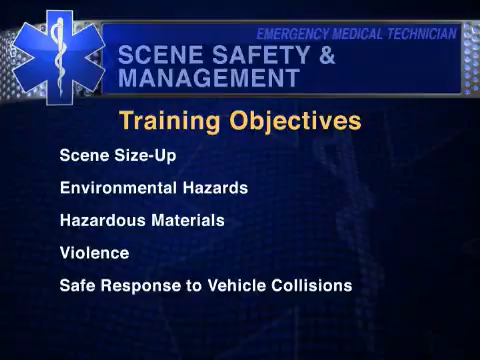 EMERGENCY MEDICAL TECHNICIAN
SCENE SAFETY &
MANAGEMENT
Training Objectives
Scene Size-Up
Environmental Hazards
Hazardous Materials
Violence
Safe Response to Vehicle Collisions